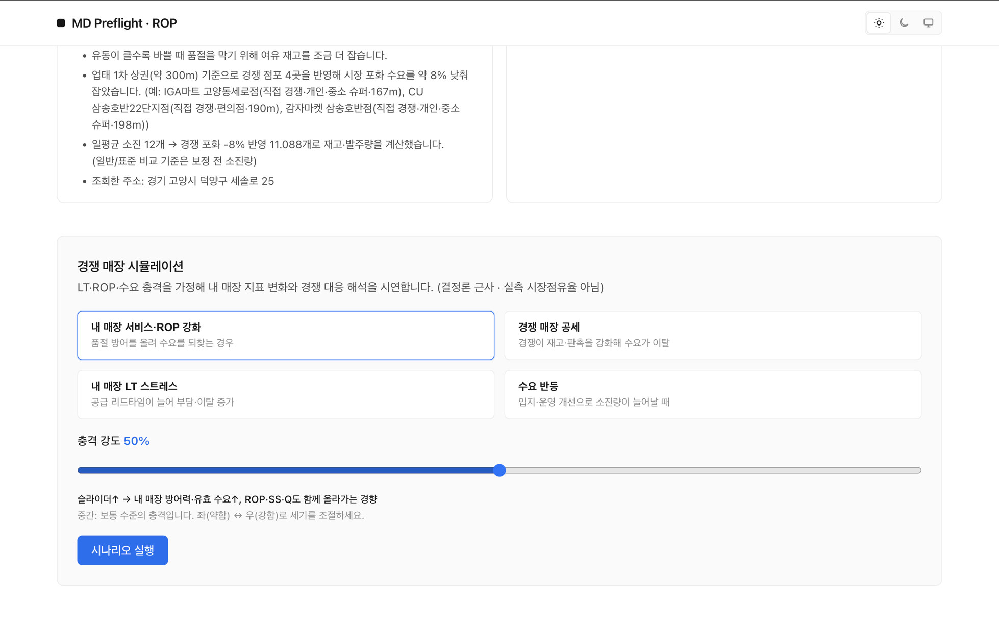 MD Preflight · ROP
• 유동이 클수록 바쁠 때 품절을 막기 위해 여유 재고를 조금 더 잡습니다.
• 업태 1차 상권(약 300m) 기준으로 경쟁 점포 4곳을 반영해 시장 포화 수요를 약 8% 낮춰
잡았습니다. (예: IGA마트 고양동세로점(직접 경쟁·개인·중소 슈퍼·167m), CU
삼송호반22단지점(직접 경쟁·편의점·190m), 감자마켓 삼송호반점(직접 경쟁·개인·중소
슈퍼·198m))
• 일평균 소진 12개 → 경쟁 포화 -8% 반영 11.088개로 재고·발주량을 계산했습니다.
(일반/표준 비교 기준은 보정 전 소진량)
• 조회한 주소: 경기 고양시 덕양구 세솔로 25
경쟁 매장 시뮬레이션
LT·ROP·수요 충격을 가정해 내 매장 지표 변화와 경쟁 대응 해석을 시연합니다. (결정론 근사 · 실측 시장점유율 아님)
내 매장 서비스·ROP 강화
품절 방어를 올려 수요를 되찾는 경우
경쟁 매장 공세
경쟁이 재고·판촉을 강화해 수요가 이탈
내 매장 LT 스트레스
공급 리드타임이 늘어 부담·이탈 증가
수요 반등
입지·운영 개선으로 소진량이 늘어날 때
충격 강도 50%
슬라이더↑ → 내 매장 방어력·유효 수요↑, ROP·SS·Q도 함께 올라가는 경향
중간: 보통 수준의 충격입니다. 좌(약함) ↔ 우(강함)로 세기를 조절하세요.
시나리오 실행